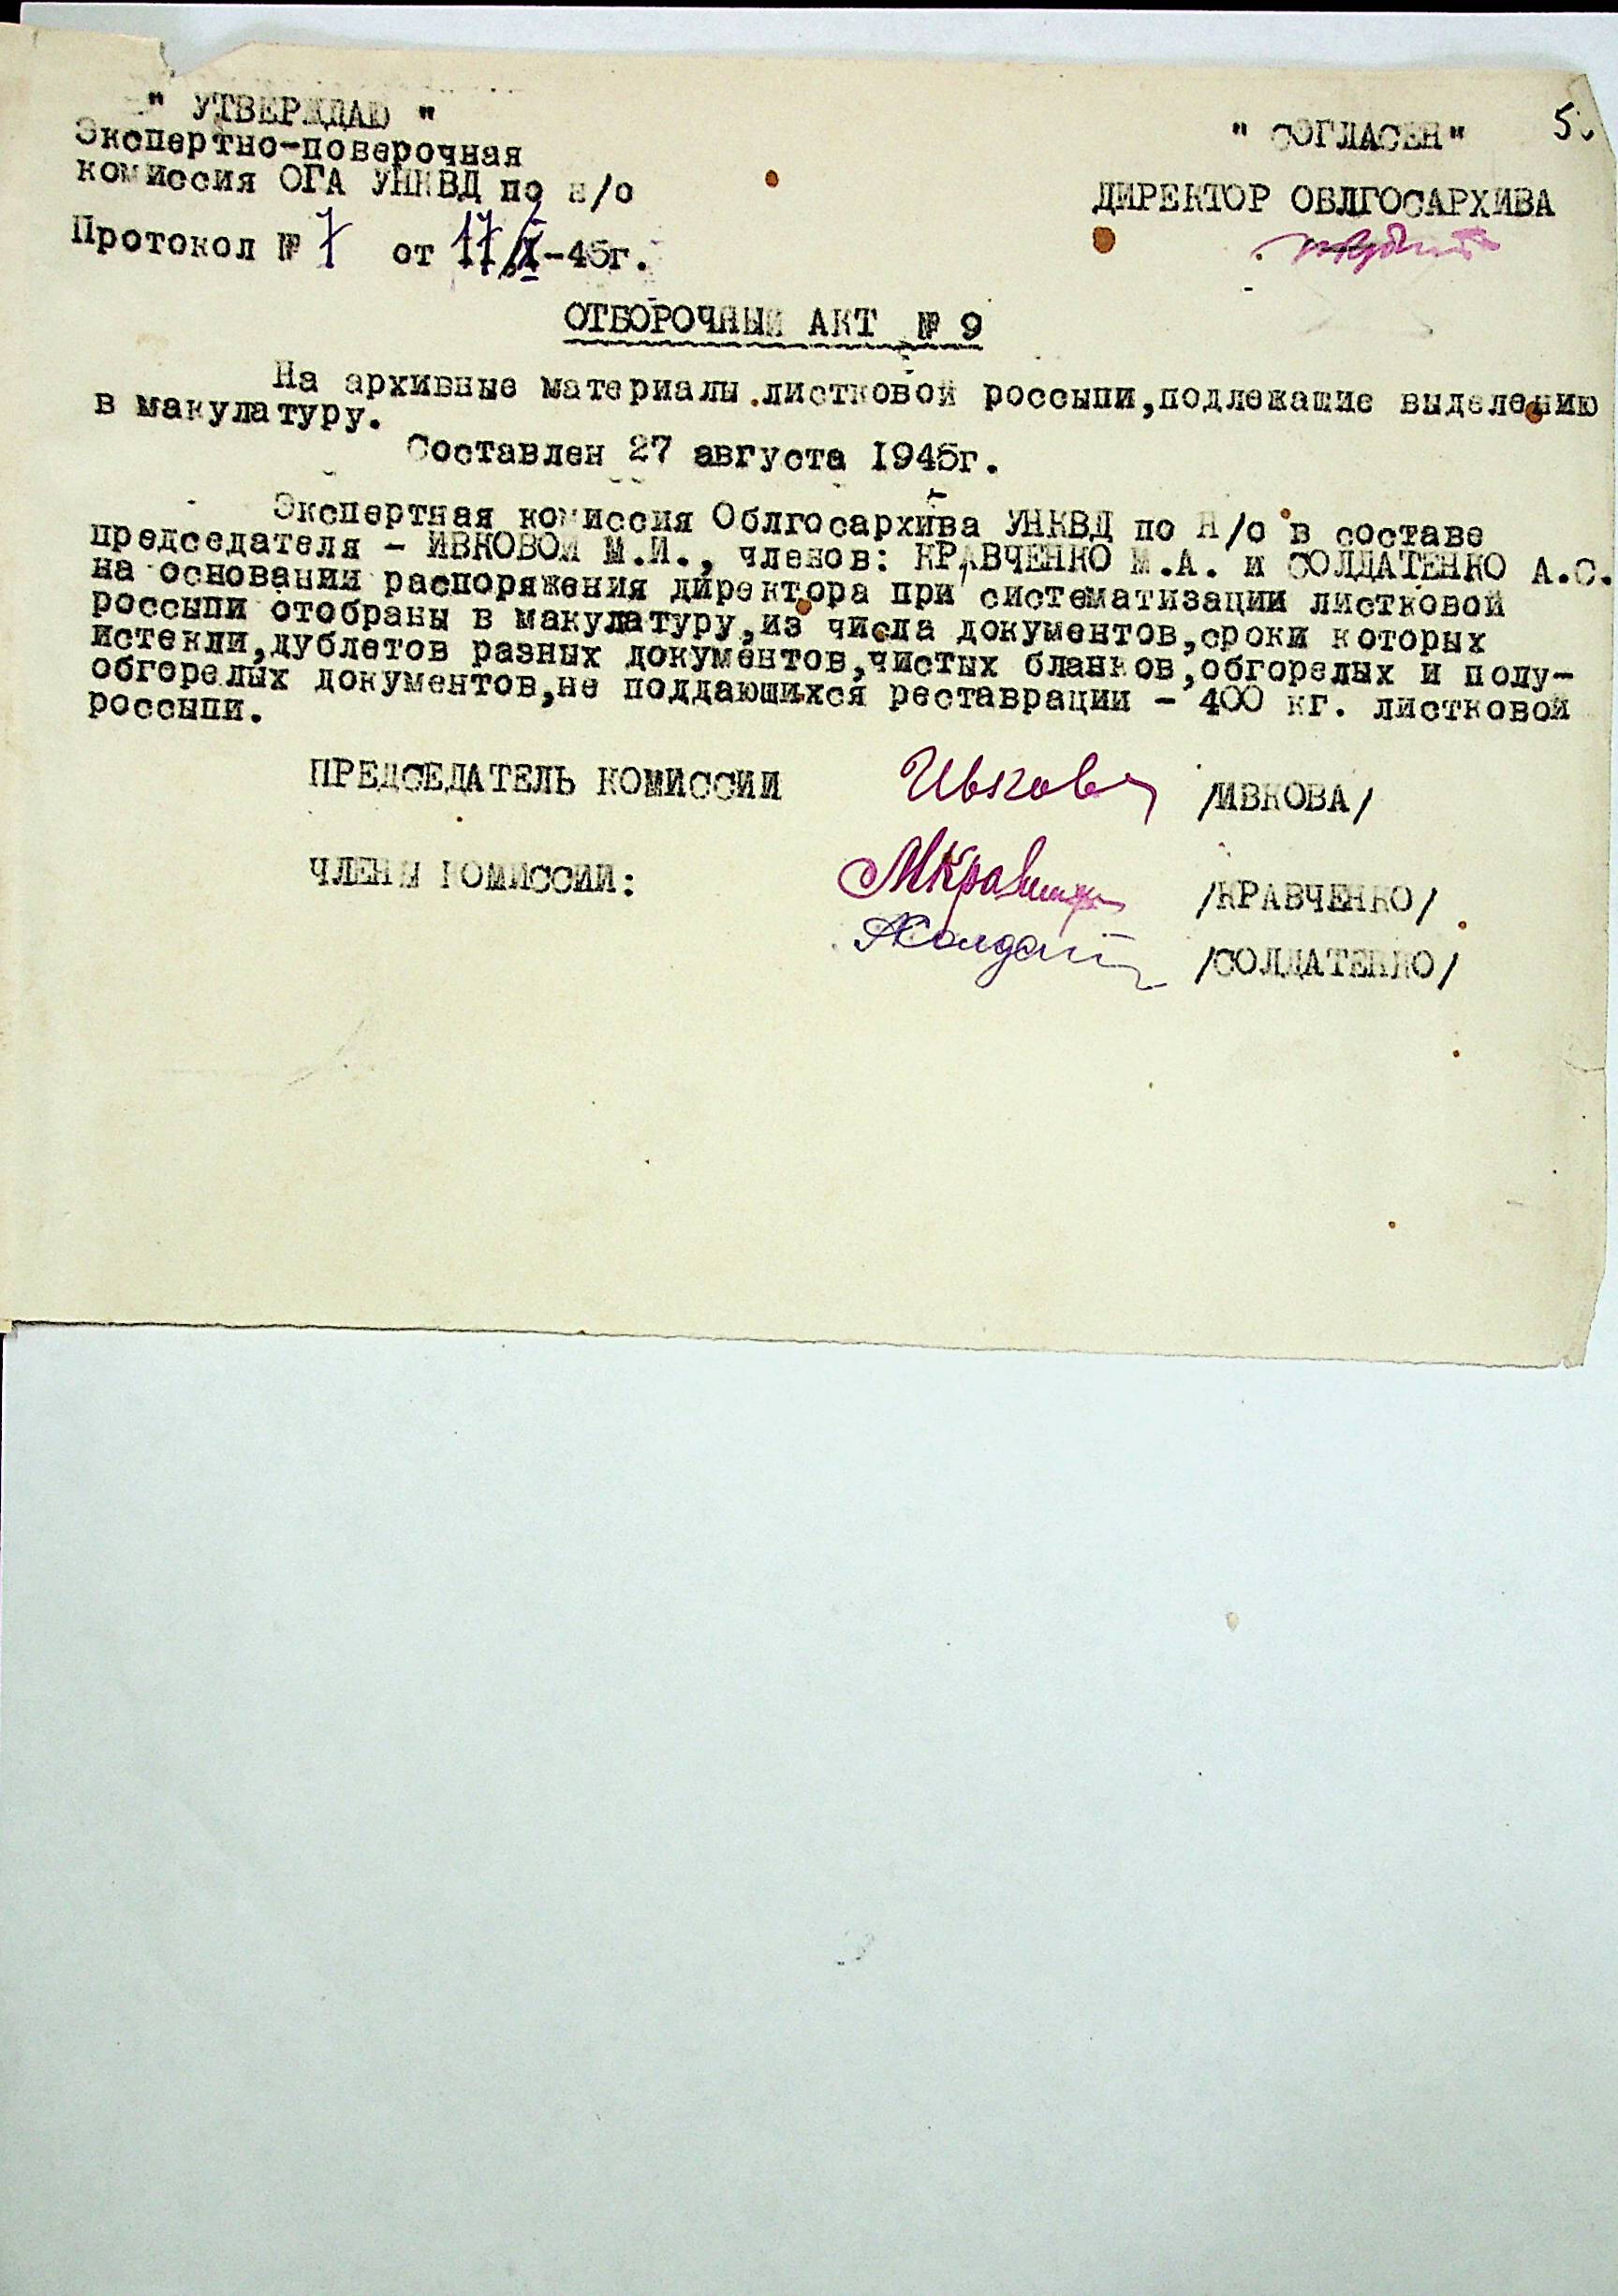 " УТВЕРЖДАЮ "
Экспертно-поверочная
комиссия ОГА УНКВД по н/о
Протокол № 7 от 17/X-45г.
" СОГЛАСЕН"
5.
ДИРЕКТОР ОБЛГОСАРХИВА
ОТБОРОЧНЫЙ АКТ № 9
На архивные материалы листковой россыпи,подлежащие выделению
в макулатуру.
Составлен 27 августа 1945г.
Экспертная комиссия Облгосархива УНКВД по Н/о в составе
председателя - ИВКОВОЙ М.И., членов: КРАВЧЕНКО М.А. и СОЛДАТЕНКО А.С.
на основании распоряжения директора при систематизации листковой
россыпи отобраны в макулатуру,из числа документов,сроки которых
истекли,дублетов разных документов,чистых бланков,обгорелых и полу-
обгорелых документов,не поддающихся реставрации - 400 кг. листковой
россыпи.
ПРЕДСЕДАТЕЛЬ КОМИССИИ Ивкова /ИВКОВА/
ЧЛЕНЫ КОМИССИИ: МКравченко /КРАВЧЕНКО/
АСолдат /СОЛДАТЕНКО/